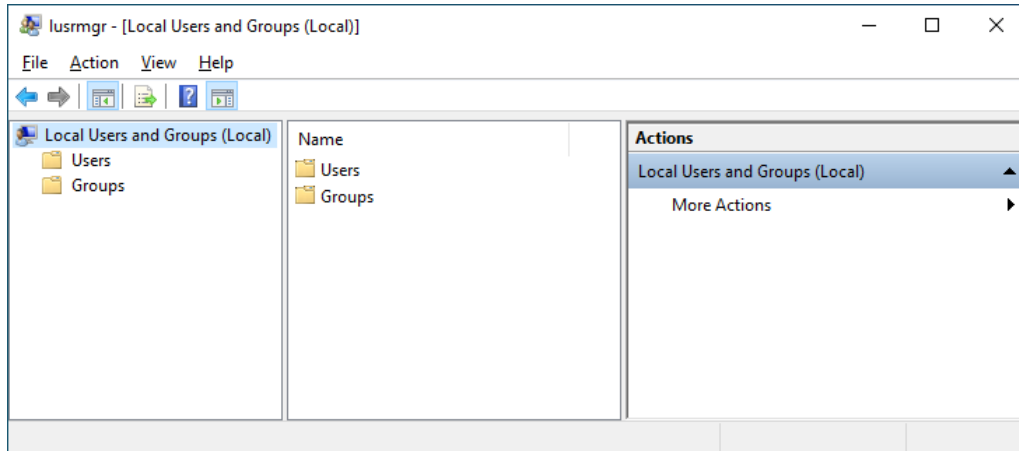 lusrmgr - [Local Users and Groups (Local)]
File Action View Help
Local Users and Groups (Local)
Users
Groups
Name
Users
Groups
Actions
Local Users and Groups (Local)
More Actions